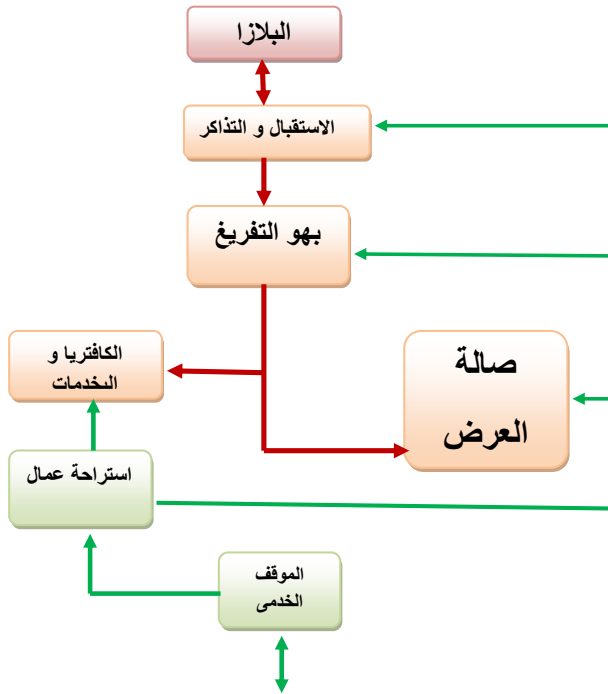 البلازا
الاستقبال و التذاكر
بهو التفريغ
الكافتريا و
الخدمات
صالة
العرض
استراحة عمال
الموقف
الخدمى